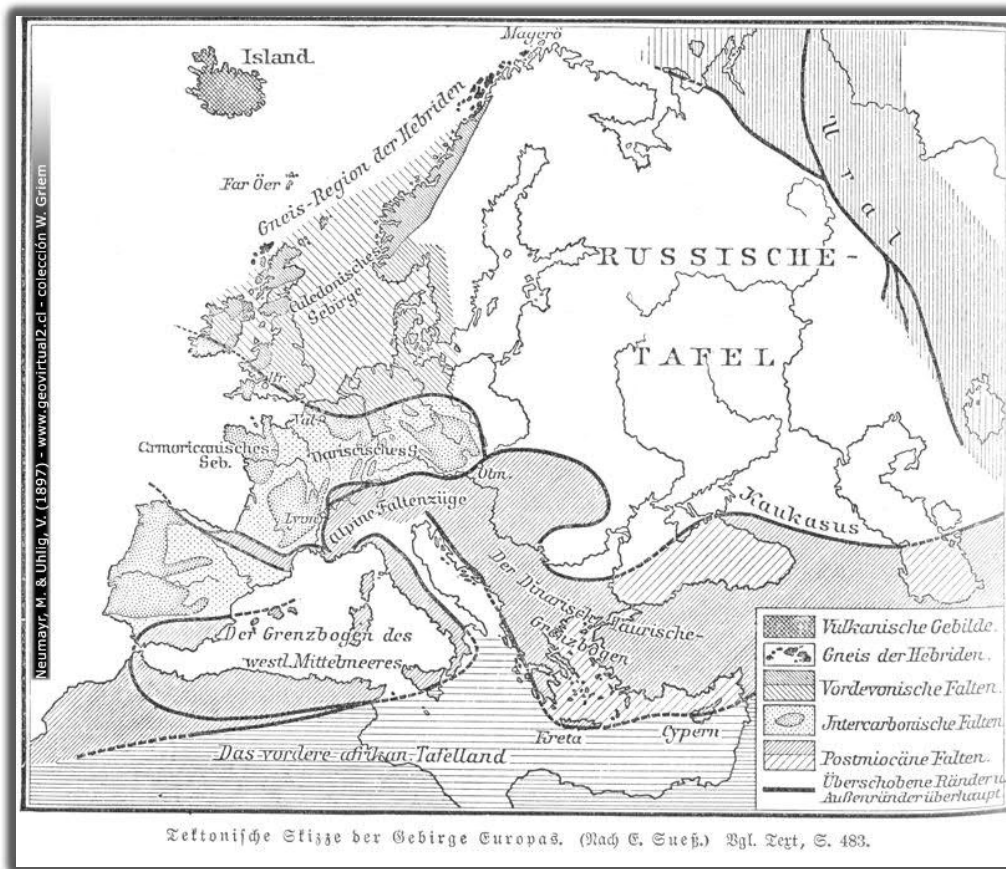 Island.
Magerö
Gneis-Region der Hebriden
Far Öer
Caledonisches
Gebirge
Ural
RUSSISCHE-
TAFEL
Armoricanisches-
Geb.
Variscisches G.
Olm.
Lyon
alpine Faltenzüge
Kaukasus
Der Dinarische-
Taurische-
Grenzbogen
Der Grenzbogen des
westl. Mittelmeeres
Kreta
Cypern
Das vordere afrikan. Tafelland
Vulkanische Gebilde.
Gneis der Hebriden.
Vordevonische Falten.
Intercarbonische Falten.
Postmiocäne Falten.
Überschobene Ränder u.
Außenränder überhaupt.
Tektonische Skizze der Gebirge Europas. (Nach E. Sueß.) Vgl. Text, S. 483.
Neumayr, M. & Uhlig, V. (1897) - www.geovirtual2.cl - colección W. Griem